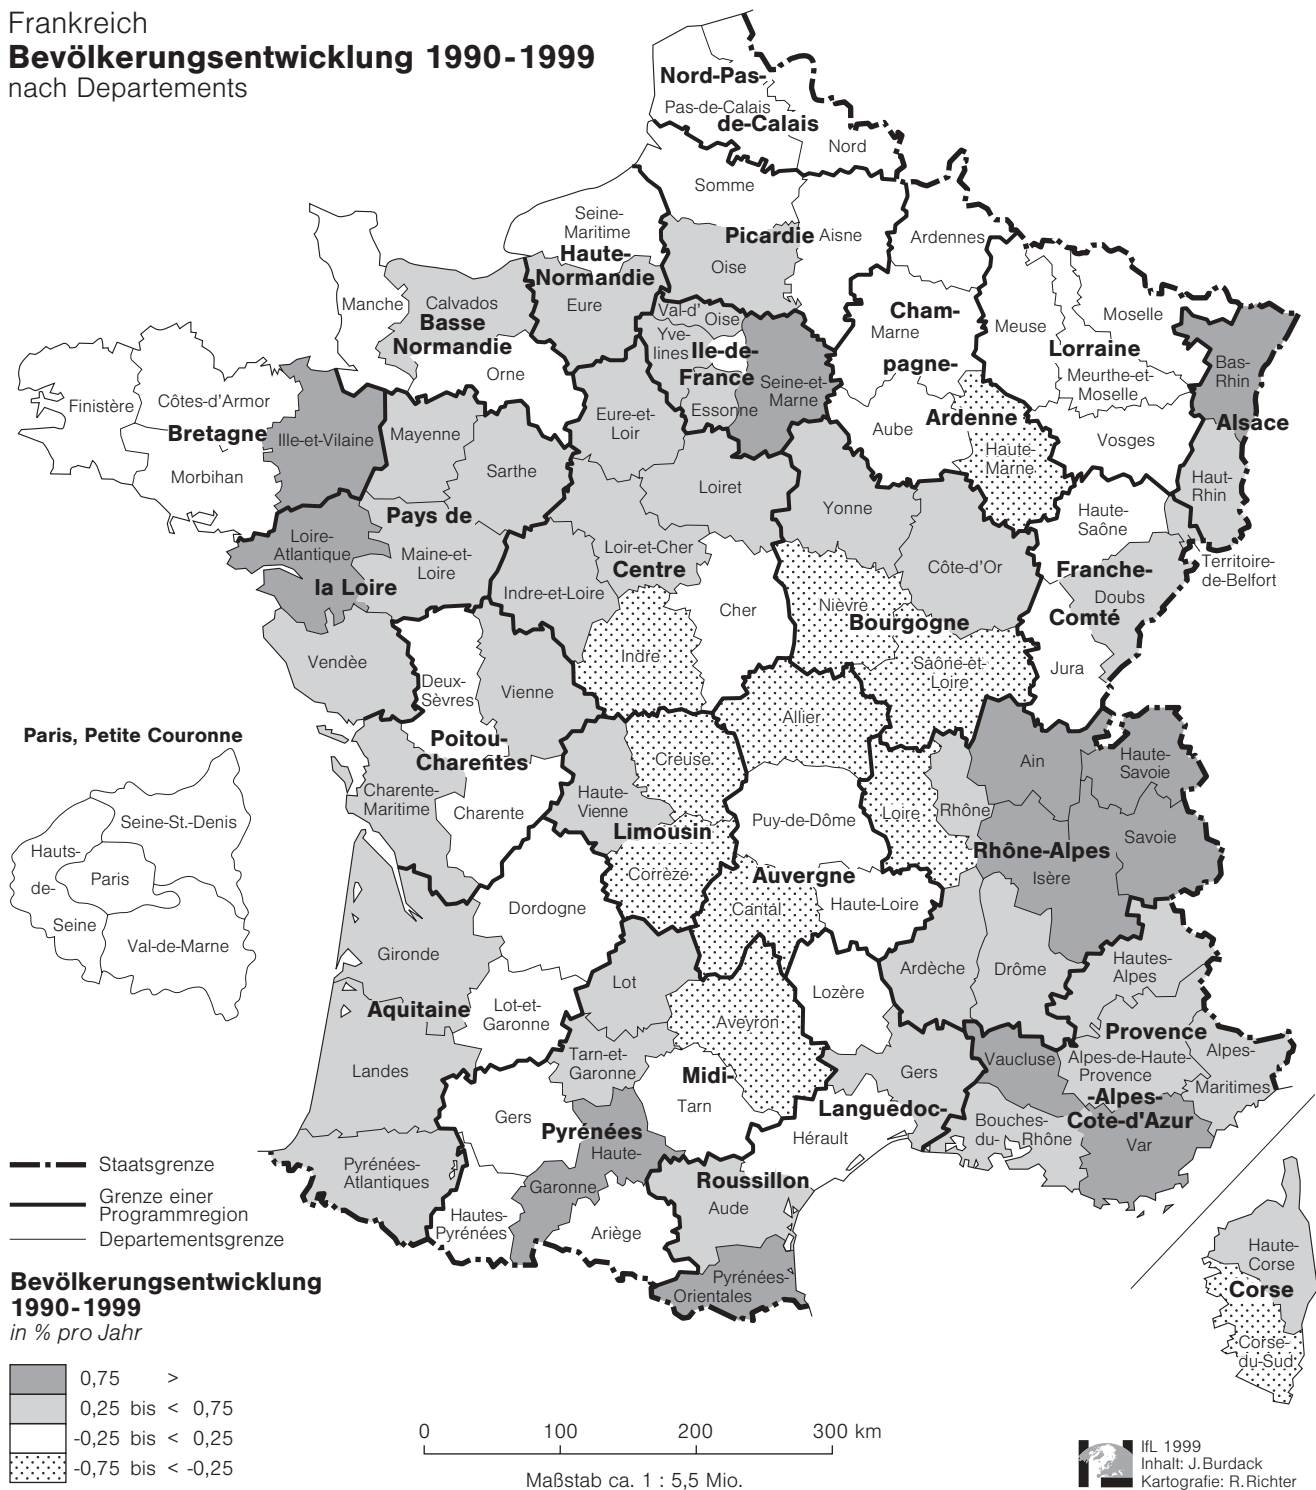 Frankreich
Bevölkerungsentwicklung 1990-1999
nach Departements
Nord-Pas-
Pas-de-Calais
de-Calais
Nord
Somme
Seine-
Maritime
Haute-
Normandie
Eure
Picardie
Aisne
Oise
Ardennes
Manche
Calvados
Basse
Normandie
Orne
Val-d' Oise
Yve-
lines
Ile-de-
France
Essonne
Seine-et-
Marne
Cham-
Marne
pagne-
Ardenne
Aube
Haute-
Marne
Meuse
Moselle
Lorraine
Meurthe-et-
Moselle
Vosges
Bas-
Rhin
Alsace
Haut-
Rhin
Finistère
Côtes-d'Armor
Bretagne
Morbihan
Ille-et-Vilaine
Mayenne
Sarthe
Pays de
la Loire
Loire-
Atlantique
Maine-et-
Loire
Vendèe
Eure-et-
Loir
Loiret
Loir-et-Cher
Centre
Indre-et-Loire
Cher
Indre
Yonne
Côte-d'Or
Nièvre
Bourgogne
Saône-et-
Loire
Haute-
Saône
Franche-
Comté
Doubs
Jura
Territoire-
de-Belfort
Deux-
Sèvres
Vienne
Poitou-
Charentes
Charente-
Maritime
Charente
Haute-
Vienne
Creuse
Limousin
Corrèze
Allier
Puy-de-Dôme
Auvergne
Cantal
Haute-Loire
Loire
Rhône
Ain
Haute-
Savoie
Savoie
Rhône-Alpes
Isère
Ardèche
Drôme
Paris, Petite Couronne
Seine-St.-Denis
Hauts-
de-
Seine
Paris
Val-de-Marne
Dordogne
Gironde
Aquitaine
Lot-et-
Garonne
Landes
Pyrénées-
Atlantiques
Lot
Aveyron
Tarn-et-
Garonne
Midi-
Tarn
Gers
Pyrénées
Haute-
Garonne
Hautes-
Pyrénées
Ariège
Lozère
Gers
Languedoc-
Hérault
Roussillon
Aude
Pyrénées-
Orientales
Hautes-
Alpes
Provence
Vaucluse
Alpes-de-Haute-
Provence
Alpes-
Maritimes
-Alpes-
Cote-d'Azur
Bouches-
du- Rhône
Var
Haute-
Corse
Corse
Corse-
du-Sud
Staatsgrenze
Grenze einer
Programmregion
Departementsgrenze
Bevölkerungsentwicklung
1990-1999
in % pro Jahr
0,75 >
0,25 bis < 0,75
-0,25 bis < 0,25
-0,75 bis < -0,25
0 100 200 300 km
Maßstab ca. 1 : 5,5 Mio.
IfL 1999
Inhalt: J.Burdack
Kartografie: R.Richter